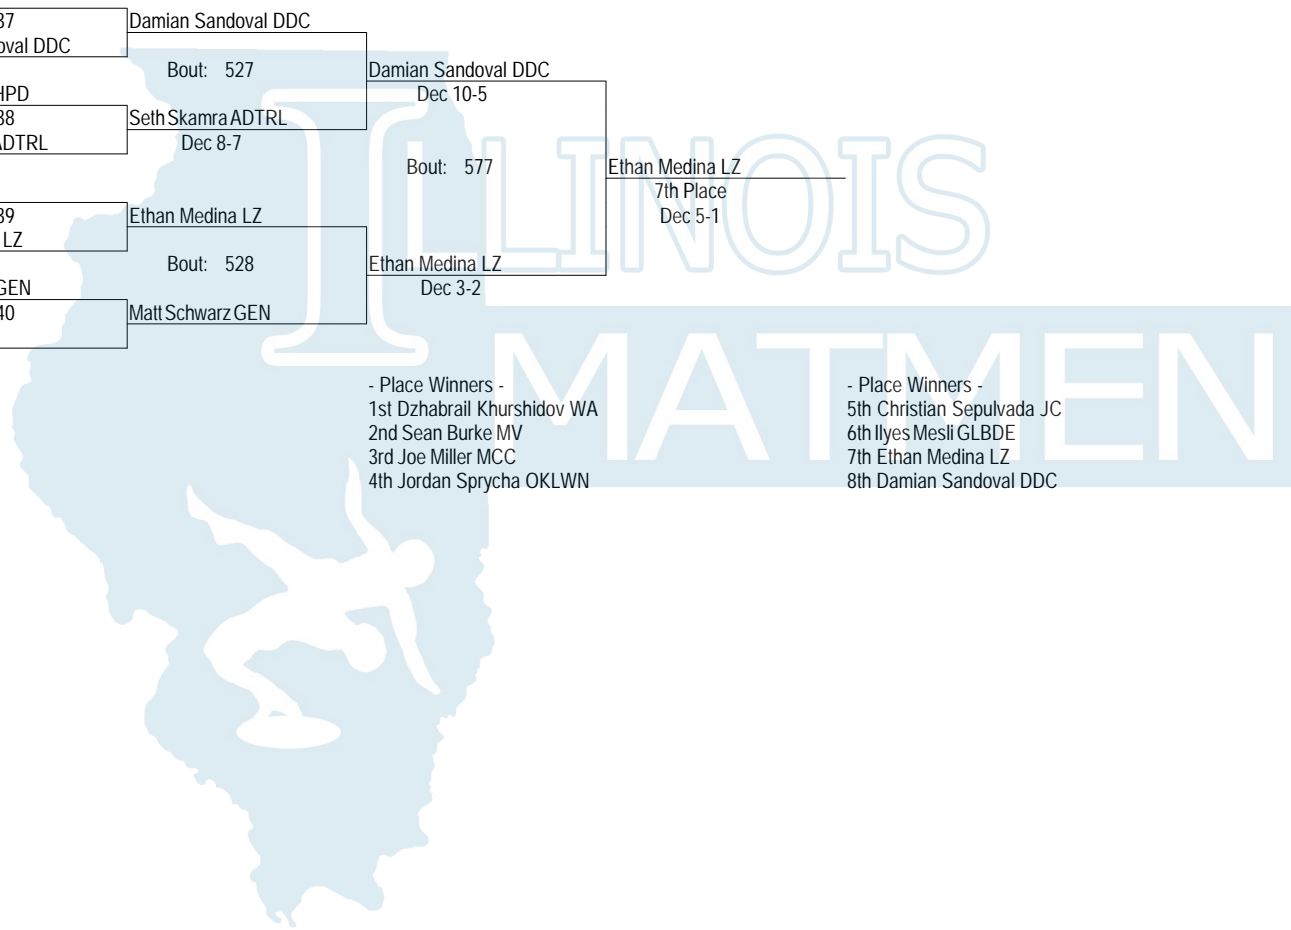 37
Damian Sandoval DDC
oval DDC
Bout: 527
Damian Sandoval DDC
HPD
Dec 10-5
38
Seth Skamra ADTRL
ADTRL
Dec 8-7
Bout: 577
Ethan Medina LZ
7th Place
39
Ethan Medina LZ
Dec 5-1
LZ
Bout: 528
Ethan Medina LZ
GEN
Dec 3-2
40
Matt Schwarz GEN
ILLINOIS
MATMEN
- Place Winners -
1st Dzhabrail Khurshidov WA
2nd Sean Burke MV
3rd Joe Miller MCC
4th Jordan Sprycha OKLWN
- Place Winners -
5th Christian Sepulvada JC
6th Ilyes Mesli GLBDE
7th Ethan Medina LZ
8th Damian Sandoval DDC